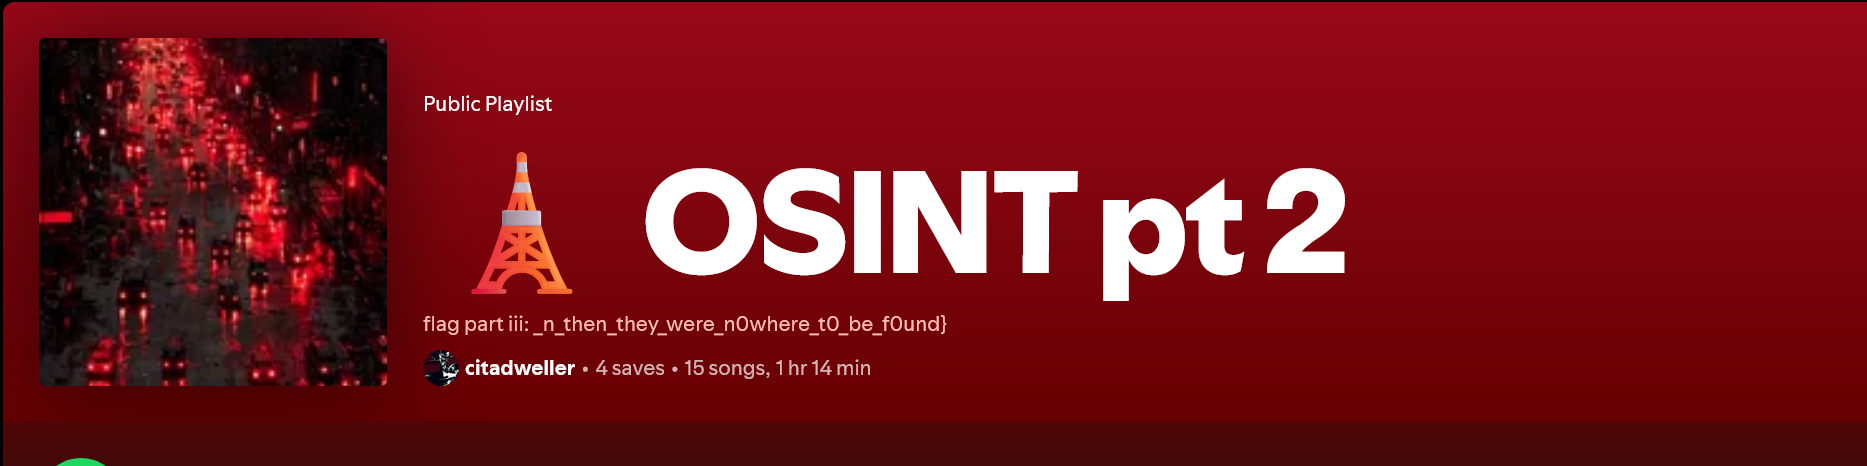 Public Playlist
🗼 OSINT pt 2
flag part iii: _n_then_they_were_n0where_t0_be_f0und}
citadweller • 4 saves • 15 songs, 1 hr 14 min